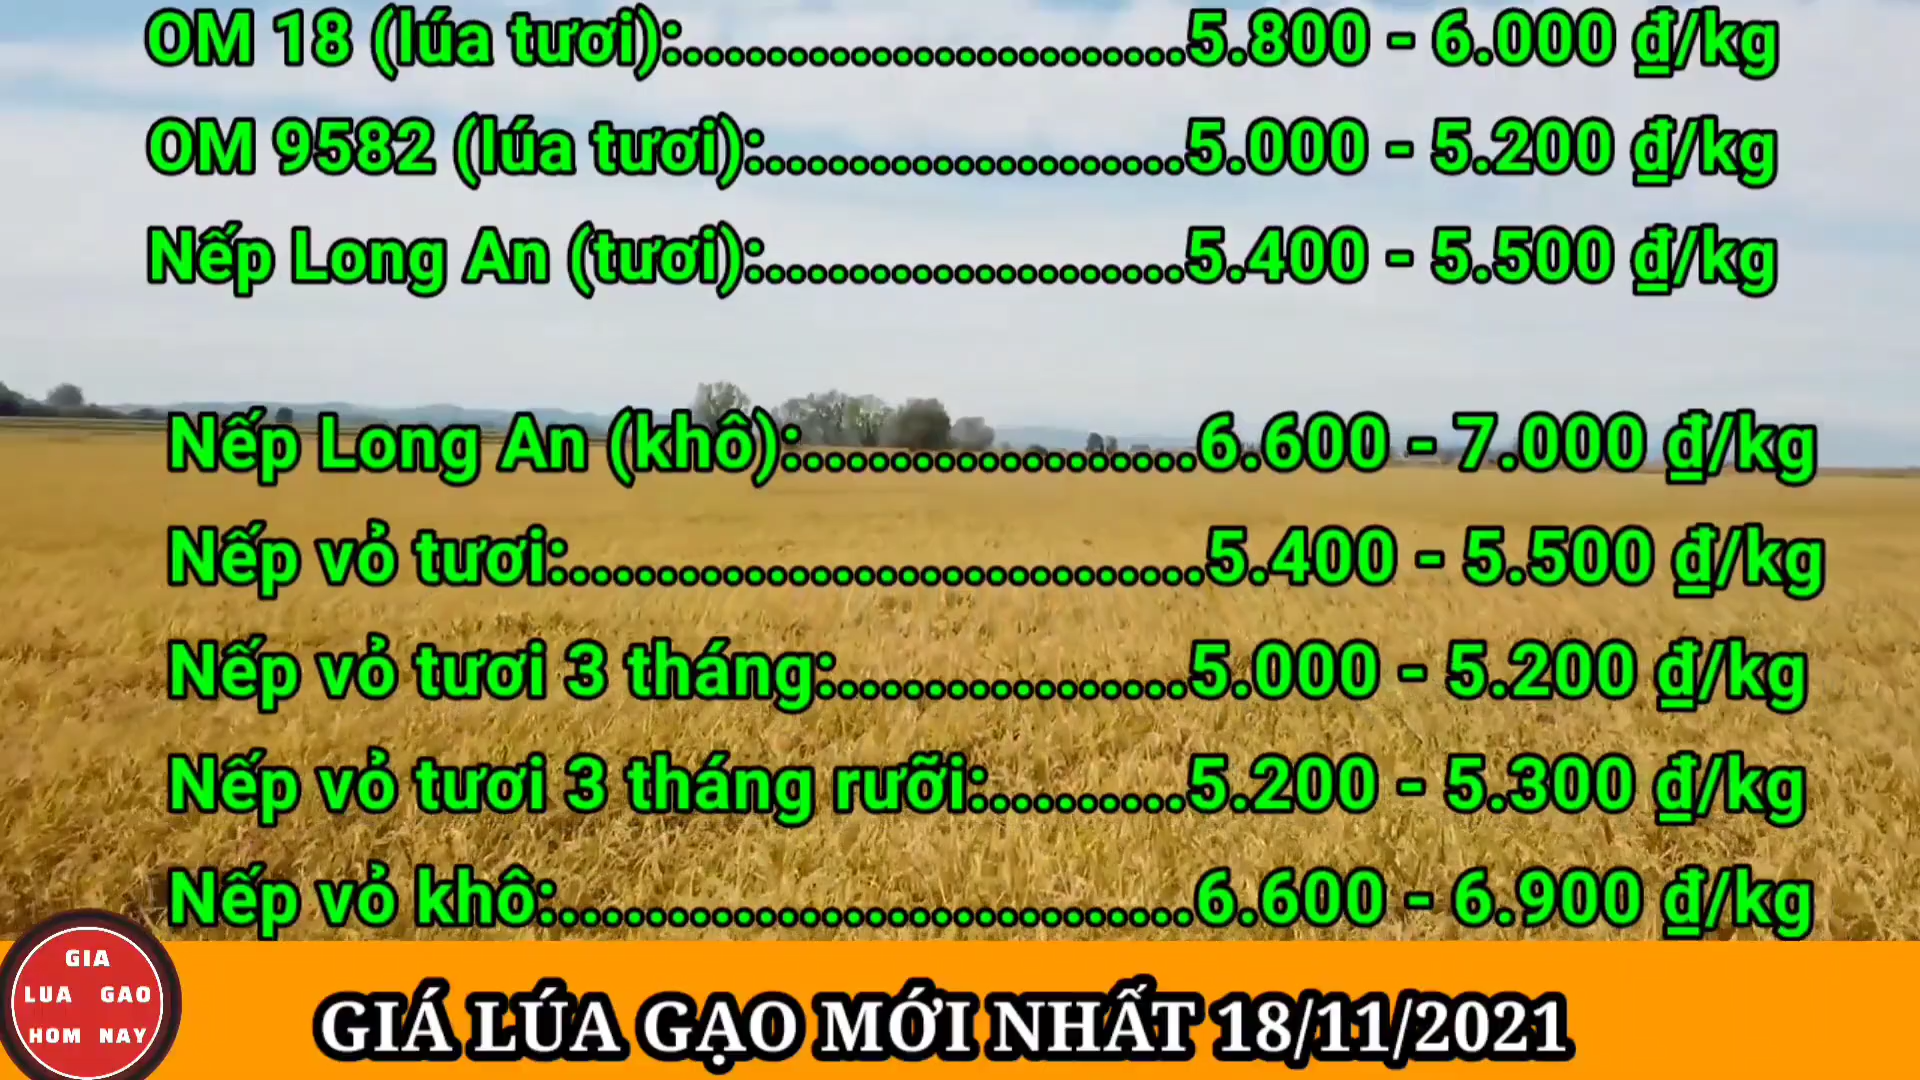 OM 18 (lúa tươi):.......................5.800 - 6.000 ₫/kg
OM 9582 (lúa tươi):...................5.000 - 5.200 ₫/kg
Nếp Long An (tươi):...................5.400 - 5.500 ₫/kg
Nếp Long An (khô):..................6.600 - 7.000 ₫/kg
Nếp vỏ tươi:.............................5.400 - 5.500 ₫/kg
Nếp vỏ tươi 3 tháng:................5.000 - 5.200 ₫/kg
Nếp vỏ tươi 3 tháng rưỡi:.........5.200 - 5.300 ₫/kg
Nếp vỏ khô:.............................6.600 - 6.900 ₫/kg
GIA
LUA GAO
HOM NAY
GIÁ LÚA GẠO MỚI NHẤT 18/11/2021